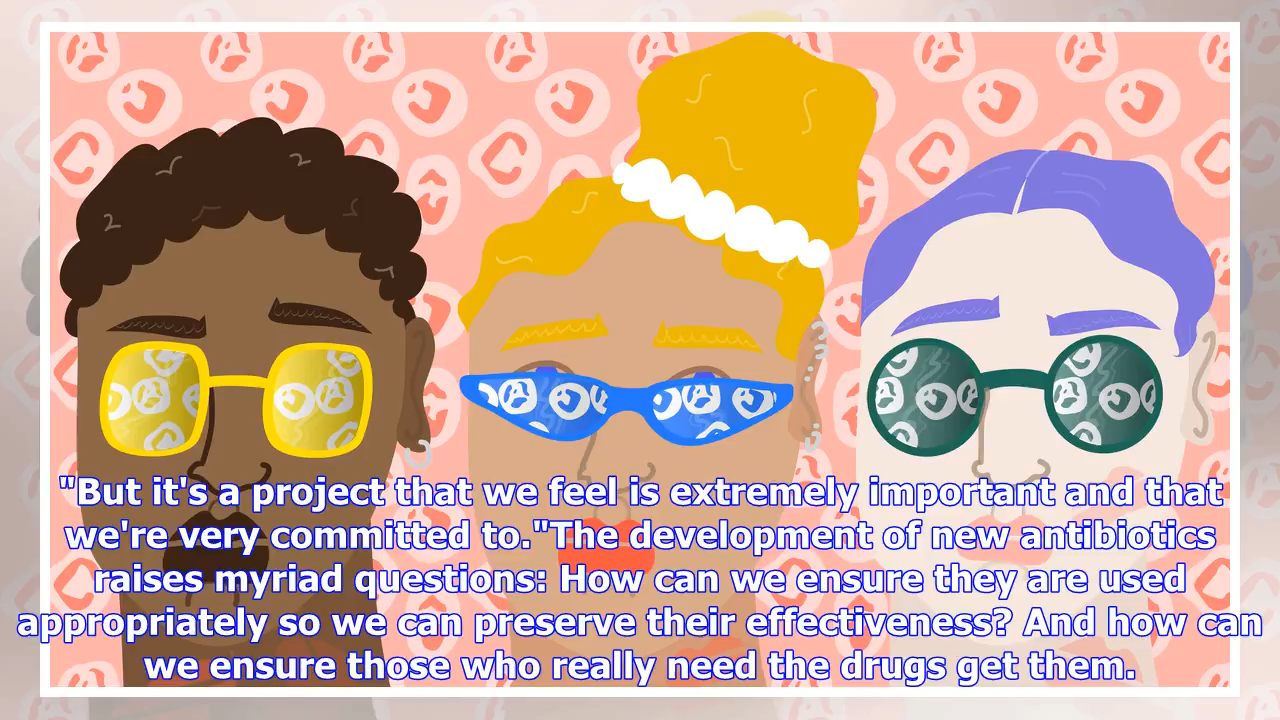 "But it's a project that we feel is extremely important and that
we're very committed to."The development of new antibiotics
raises myriad questions: How can we ensure they are used
appropriately so we can preserve their effectiveness? And how can
we ensure those who really need the drugs get them.